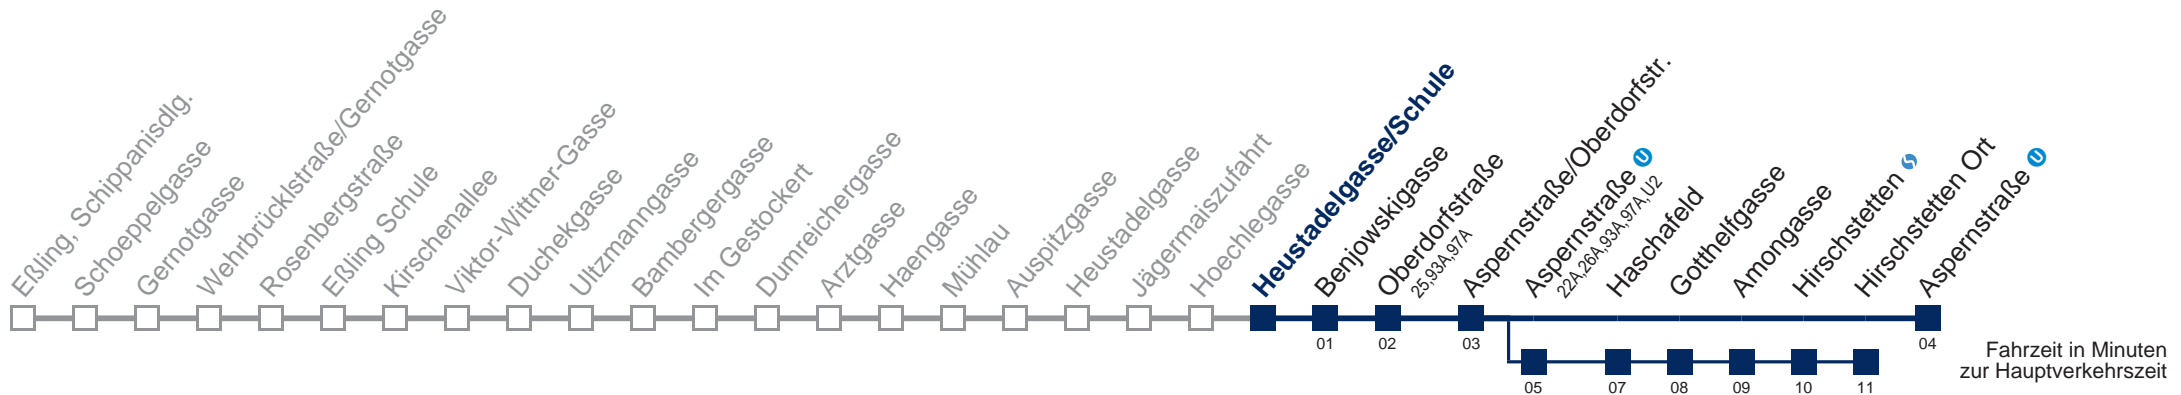 Eßling, Schippanisdlg.
Schoeppelgasse
Gernotgasse
Wehrbrücklstraße/Gernotgasse
Rosenbergstraße
Eßling Schule
Kirschenallee
Viktor-Wittner-Gasse
Duchekgasse
Ultzmanngasse
Bambergergasse
Im Gestockert
Dumreichergasse
Arztgasse
Haengasse
Mühlau
Auspitzgasse
Heustadelgasse
Jägermaiszufahrt
Hoechlegasse
Heustadelgasse/Schule
Benjowskigasse
Oberdorfstraße
25,93A,97A
Aspernstraße/Oberdorfstr.
Aspernstraße U
22A,26A,93A,97A,U2
Haschafeld
Gotthelfgasse
Amongasse
Hirschstetten S
Hirschstetten Ort
Aspernstraße U
01 02 03 04
05 07 08 09 10 11
Fahrzeit in Minuten
zur Hauptverkehrszeit